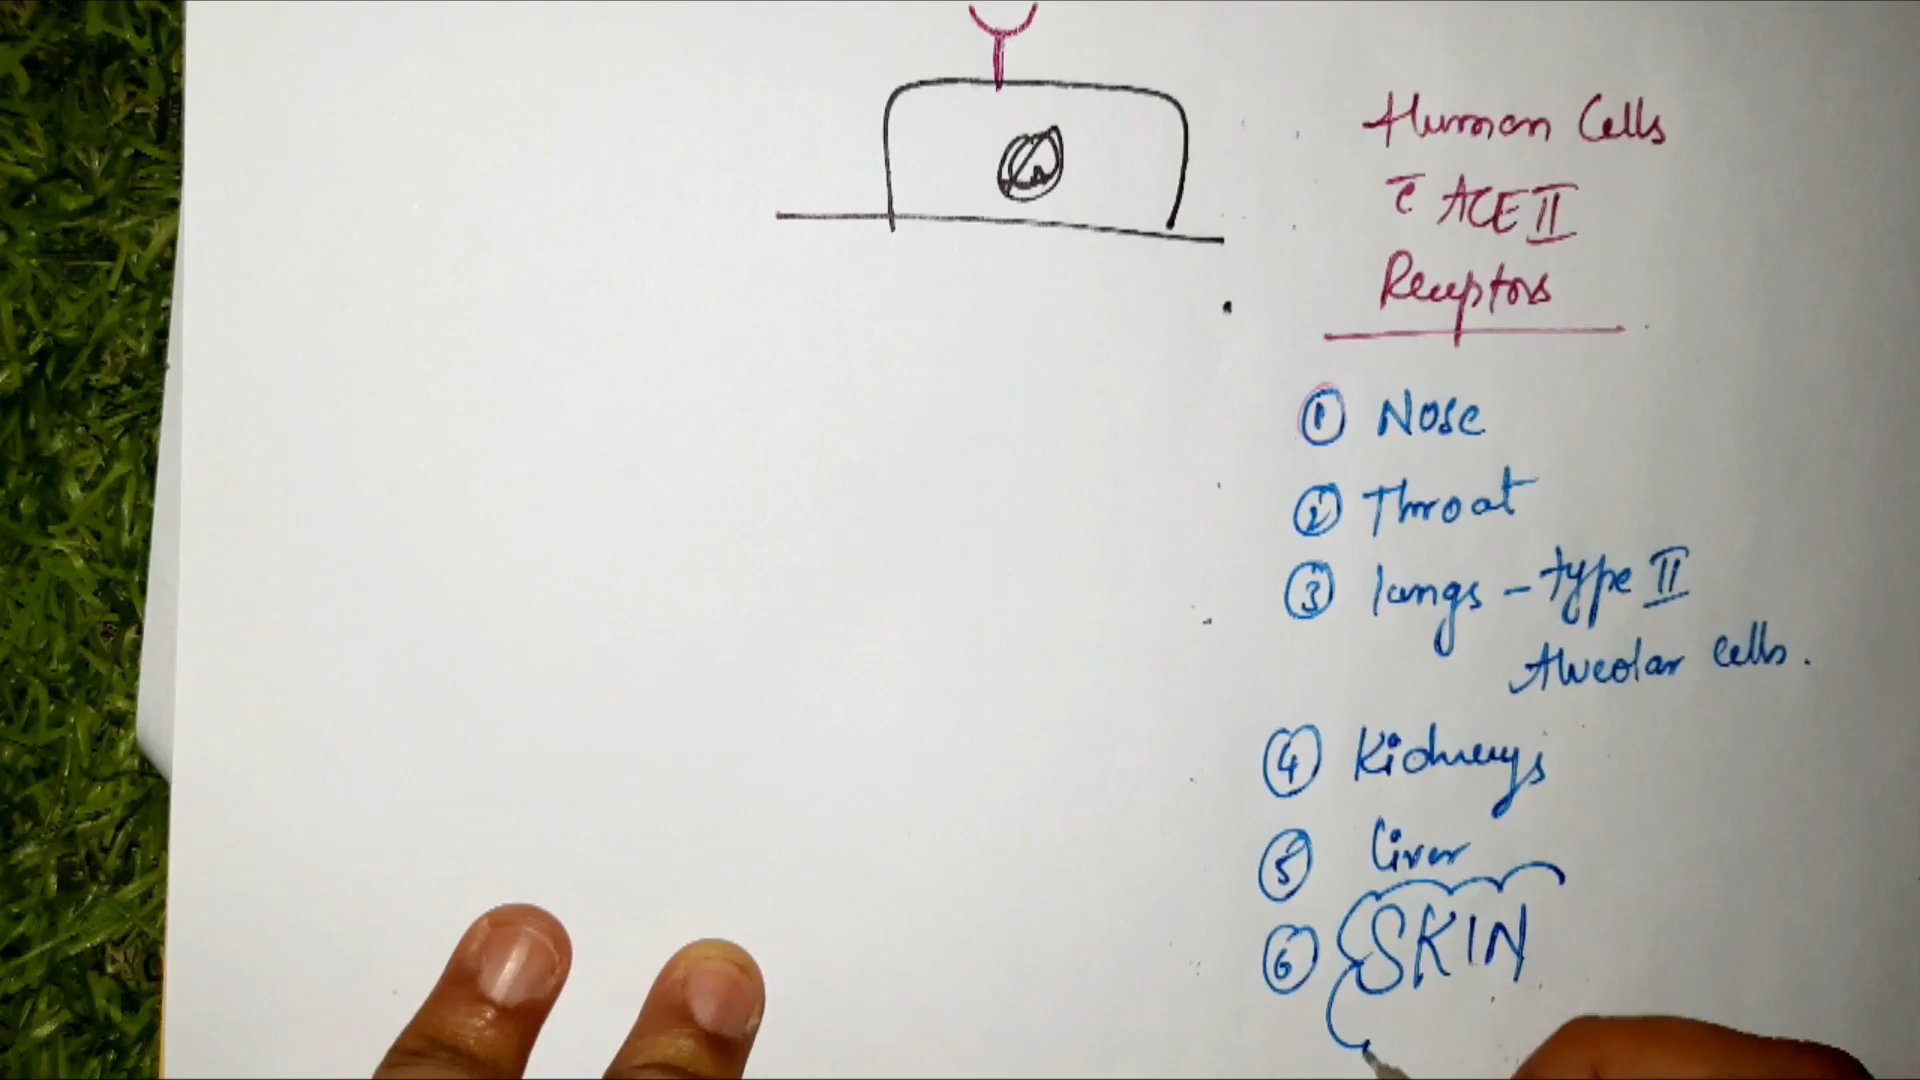 Human Cells
c̄ ACE II
Receptors
① Nose
② Throat
③ lungs - type II
Alveolar cells.
④ Kidneys
⑤ liver
⑥ SKIN